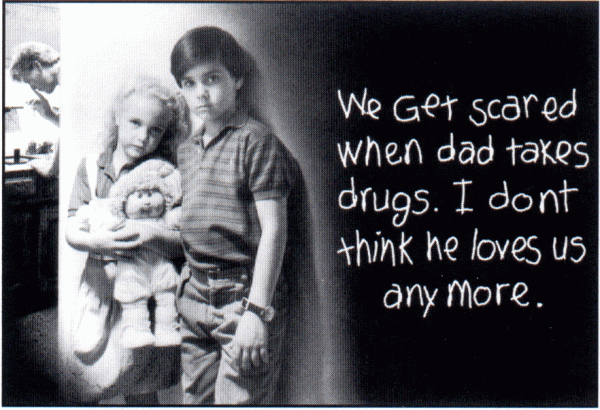 We Get scared
when dad takes
drugs. I dont
think he loves us
any more.